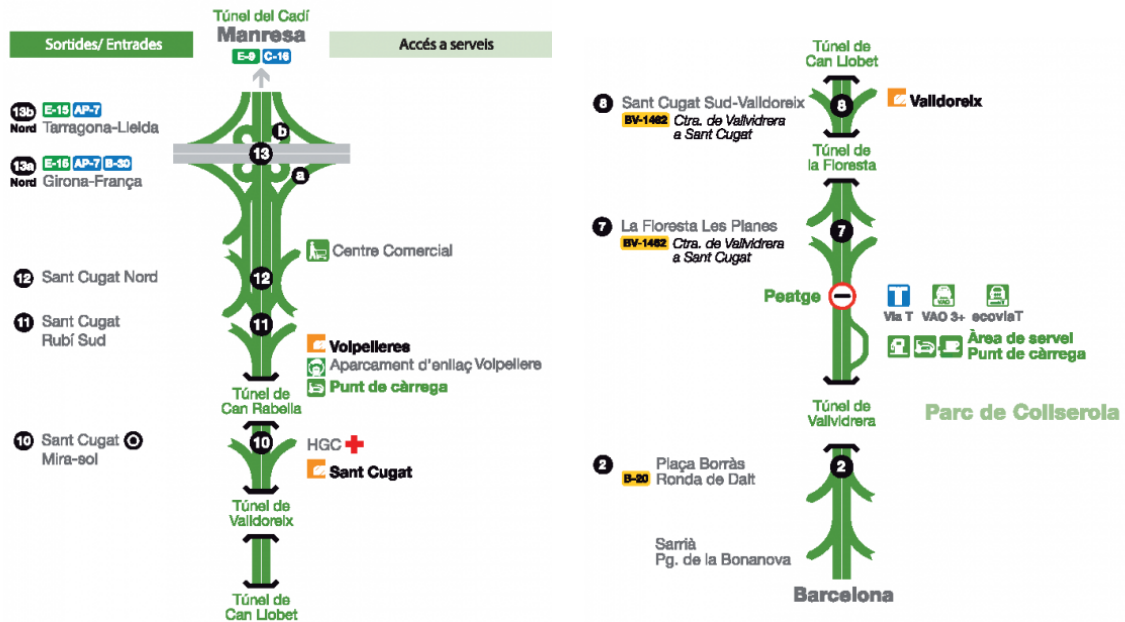 Túnel del Cadí
Manresa
E-9 C-16
Sortides/ Entrades
Accés a serveis
13b E-15 AP-7
Nord Tarragona-Lleida
b
13
13a E-15 AP-7 B-30
Nord Girona-França
a
Centre Comercial
12 Sant Cugat Nord
12
11 Sant Cugat
Rubí Sud
11
Volpelleres
Aparcament d'enllaç Volpellere
Punt de càrrega
Túnel de
Can Rabella
10 Sant Cugat
Mira-sol
10
HGC
Sant Cugat
Túnel de
Valldoreix
Túnel de
Can Llobet
Túnel de
Can Llobet
8 Sant Cugat Sud-Valldoreix
BV-1462 Ctra. de Vallvidrera
a Sant Cugat
8
Valldoreix
Túnel de
la Floresta
7 La Floresta Les Planes
BV-1462 Ctra. de Vallvidrera
a Sant Cugat
7
Peatge
T
Via T VAO 3+ ecoviaT
Àrea de servei
Punt de càrrega
Túnel de
Vallvidrera
Parc de Collserola
2 Plaça Borràs
B-20 Ronda de Dalt
2
Sarrià
Pg. de la Bonanova
Barcelona